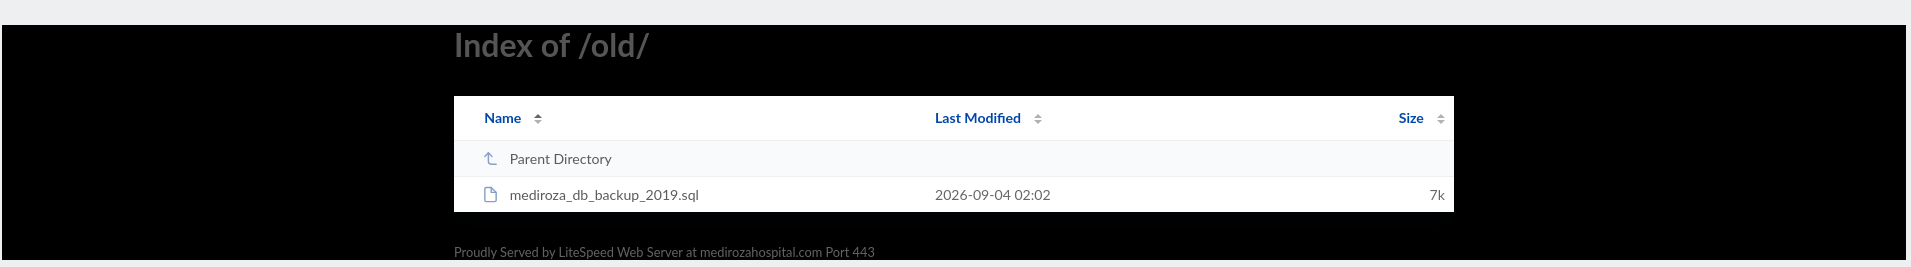 Index of /old/
Name Last Modified Size
Parent Directory
mediroza_db_backup_2019.sql 2026-09-04 02:02 7k
Proudly Served by LiteSpeed Web Server at medirozahospital.com Port 443